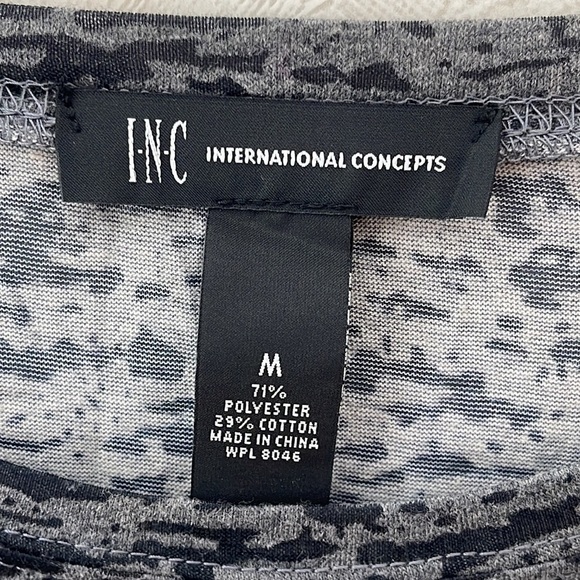 I·N·C INTERNATIONAL CONCEPTS
M
71%
POLYESTER
29% COTTON
MADE IN CHINA
WPL 8046